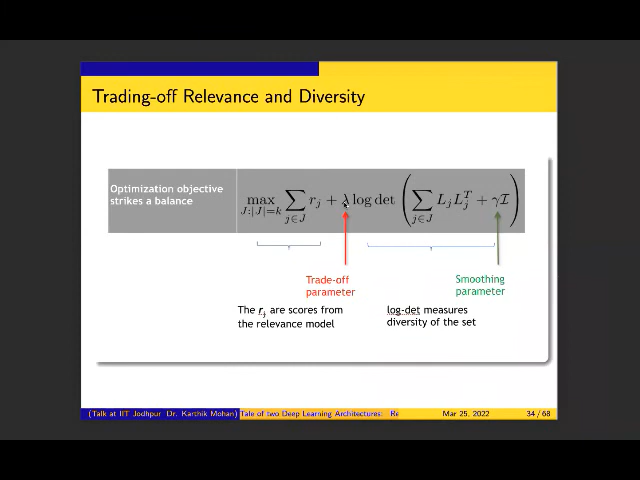 Trading-off Relevance and Diversity
Optimization objective
strikes a balance
max_{J:|J|=k} ∑_{j∈J} r_j + λ log det (∑_{j∈J} L_j L_j^T + γI)
Trade-off
parameter
Smoothing
parameter
The r_j are scores from
the relevance model
log-det measures
diversity of the set
(Talk at IIT Jodhpur Dr. Karthik Mohan) Tale of two Deep Learning Architectures: Re Mar 25, 2022 34 / 68